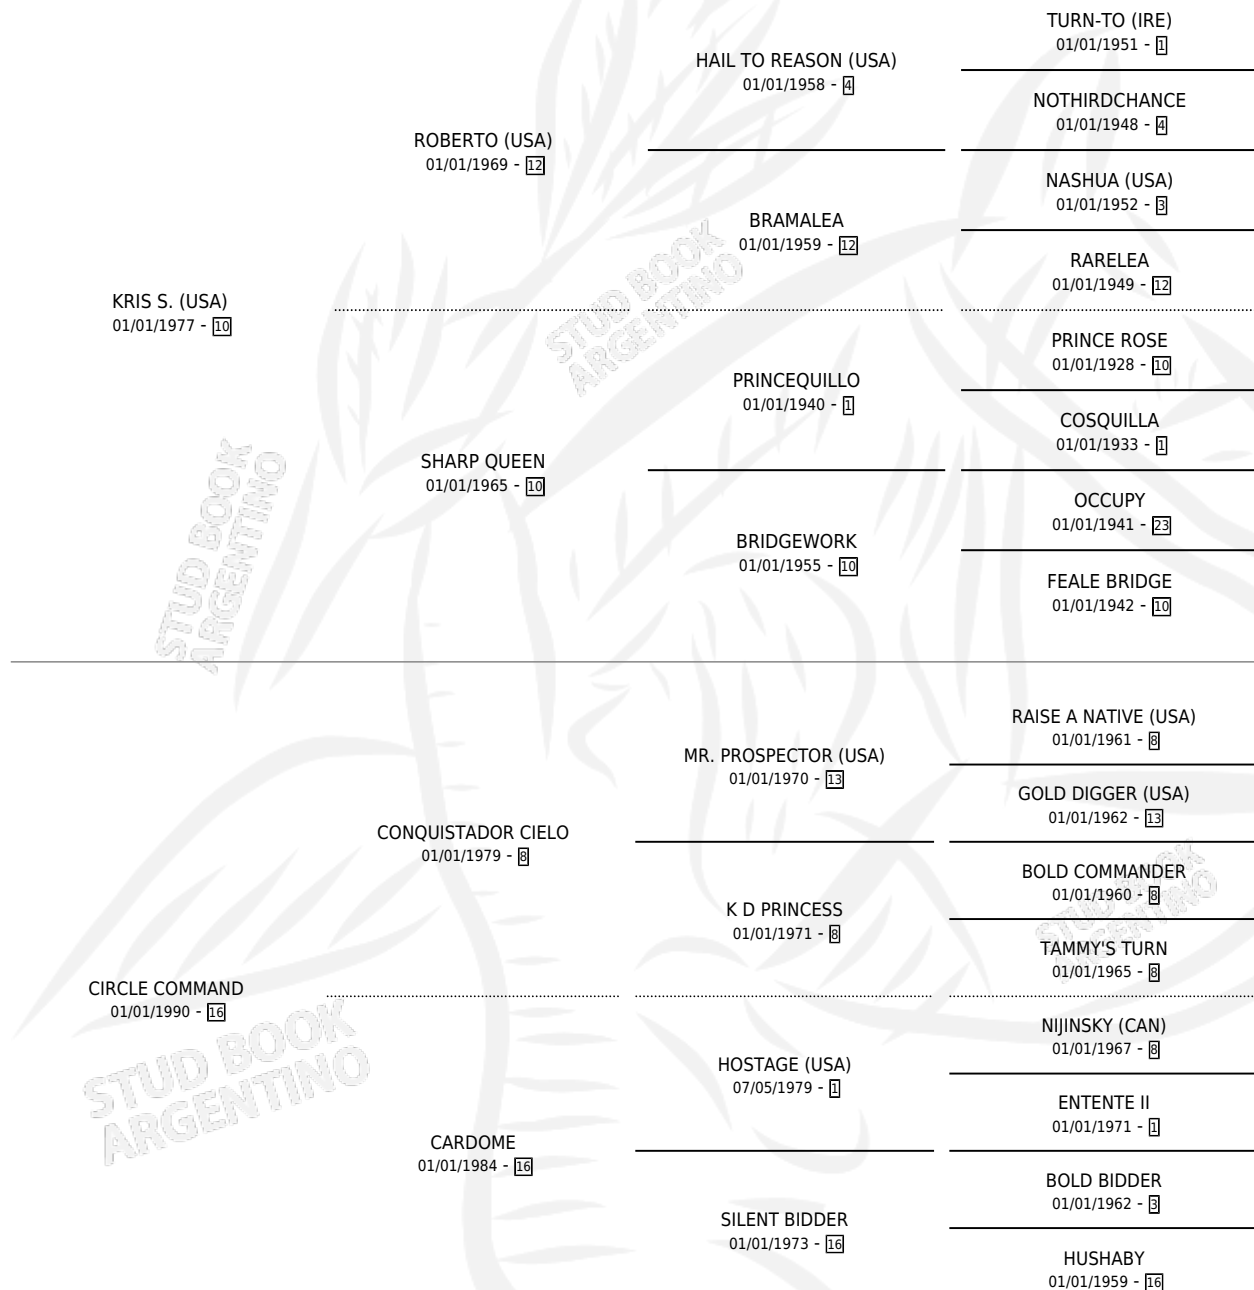 TURN-TO (IRE)
01/01/1951 - 1
HAIL TO REASON (USA)
01/01/1958 - 4
NOTHIRDCHANCE
01/01/1948 - 4
ROBERTO (USA)
01/01/1969 - 12
NASHUA (USA)
01/01/1952 - 3
BRAMALEA
01/01/1959 - 12
RARELEA
01/01/1949 - 12
KRIS S. (USA)
01/01/1977 - 10
PRINCE ROSE
01/01/1928 - 10
PRINCEQUILLO
01/01/1940 - 1
COSQUILLA
01/01/1933 - 1
SHARP QUEEN
01/01/1965 - 10
OCCUPY
01/01/1941 - 23
BRIDGEWORK
01/01/1955 - 10
FEALE BRIDGE
01/01/1942 - 10
RAISE A NATIVE (USA)
01/01/1961 - 8
MR. PROSPECTOR (USA)
01/01/1970 - 13
GOLD DIGGER (USA)
01/01/1962 - 13
CONQUISTADOR CIELO
01/01/1979 - 8
BOLD COMMANDER
01/01/1960 - 8
K D PRINCESS
01/01/1971 - 8
TAMMY'S TURN
01/01/1965 - 8
CIRCLE COMMAND
01/01/1990 - 16
NIJINSKY (CAN)
01/01/1967 - 8
HOSTAGE (USA)
07/05/1979 - 1
ENTENTE II
01/01/1971 - 1
CARDOME
01/01/1984 - 16
BOLD BIDDER
01/01/1962 - 3
SILENT BIDDER
01/01/1973 - 16
HUSHABY
01/01/1959 - 16
STUD BOOK
ARGENTINO
STUD BOOK
ARGENTINO
STUD BOOK
ARGENTINO
STUD BOOK
ARGENTINO